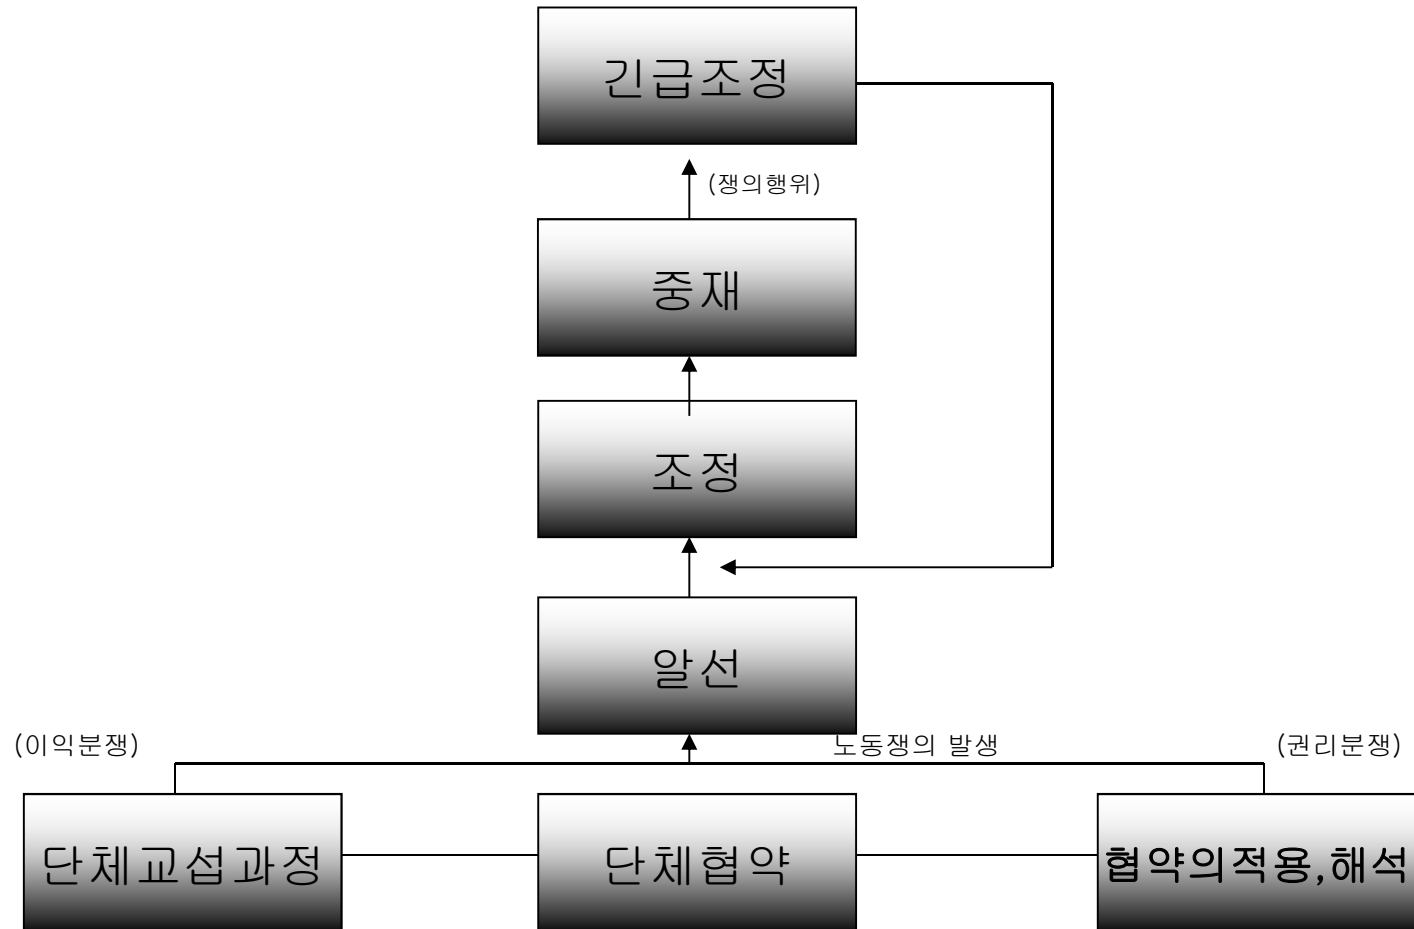 긴급조정
(쟁의행위)
중재
조정
알선
(이익분쟁)
노동쟁의 발생
(권리분쟁)
단체교섭과정
단체협약
협약의적용,해석